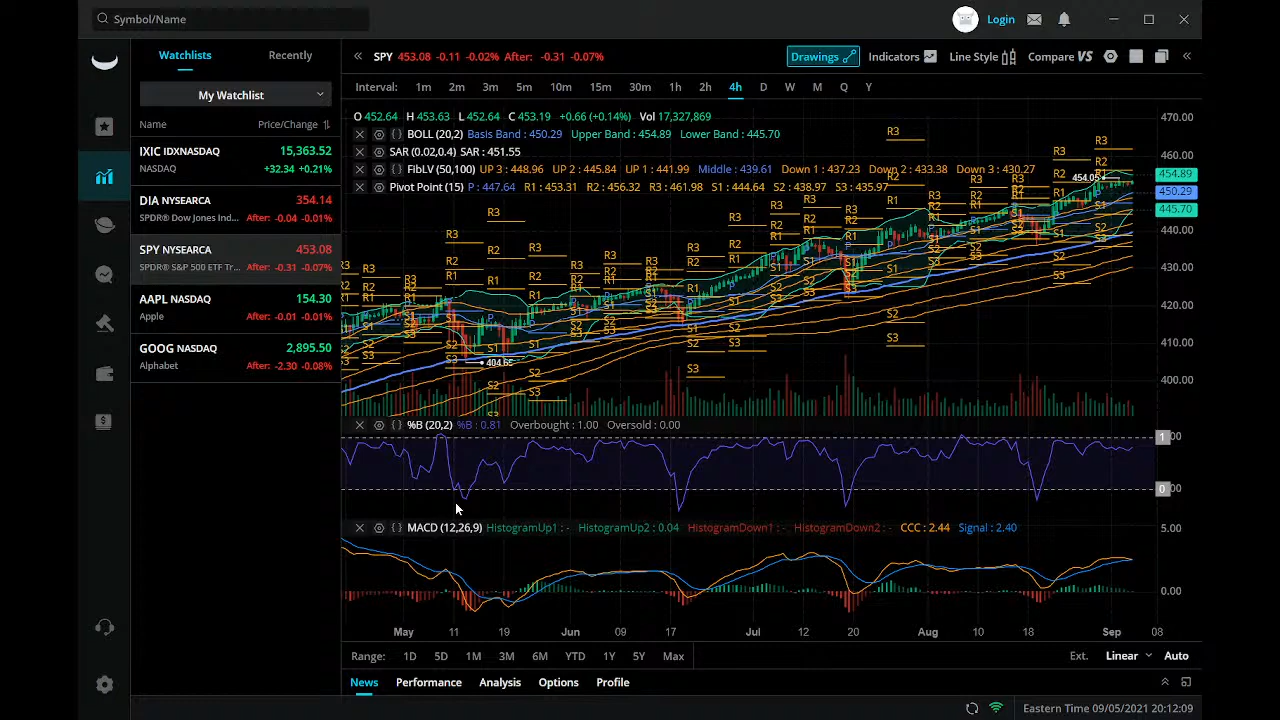 Symbol/Name
Login
Watchlists Recently
My Watchlist
Name Price/Change
IXIC IDXNASDAQ 15,363.52
NASDAQ +32.34 +0.21%
DIA NYSEARCA 354.14
SPDR® Dow Jones Ind... After: -0.04 -0.01%
SPY NYSEARCA 453.08
SPDR® S&P 500 ETF Tr... After: -0.31 -0.07%
AAPL NASDAQ 154.30
Apple After: -0.01 -0.01%
GOOG NASDAQ 2,895.50
Alphabet After: -2.30 -0.08%
SPY 453.08 -0.11 -0.02% After: -0.31 -0.07%
Drawings Indicators Line Style Compare VS
Interval: 1m 2m 3m 5m 10m 15m 30m 1h 2h 4h D W M Q Y
O 452.64 H 453.63 L 452.64 C 453.19 +0.66 (+0.14%) Vol 17,327,869
BOLL (20,2) Basis Band : 450.29 Upper Band : 454.89 Lower Band : 445.70
SAR (0.02,0.4) SAR : 451.55
FibLV (50,100) UP 3 : 448.96 UP 2 : 445.84 UP 1 : 441.99 Middle : 439.61 Down 1 : 437.23 Down 2 : 433.38 Down 3 : 430.27
Pivot Point (15) P : 447.64 R1 : 453.31 R2 : 456.32 R3 : 461.98 S1 : 444.64 S2 : 438.97 S3 : 435.97
470.00
460.00
454.89
450.29
445.70
440.00
430.00
420.00
410.00
400.00
454.05
404.65
%B (20,2) %B : 0.81 Overbought : 1.00 Oversold : 0.00
MACD (12,26,9) HistogramUp1 : - HistogramUp2 : 0.04 HistogramDown1 : - HistogramDown2 : - CCC : 2.44 Signal : 2.40
5.00
0.00
May 11 19 Jun 09 17 Jul 12 20 Aug 10 18 Sep 08
Range: 1D 5D 1M 3M 6M YTD 1Y 5Y Max
Ext. Linear Auto
News Performance Analysis Options Profile
Eastern Time 09/05/2021 20:12:09